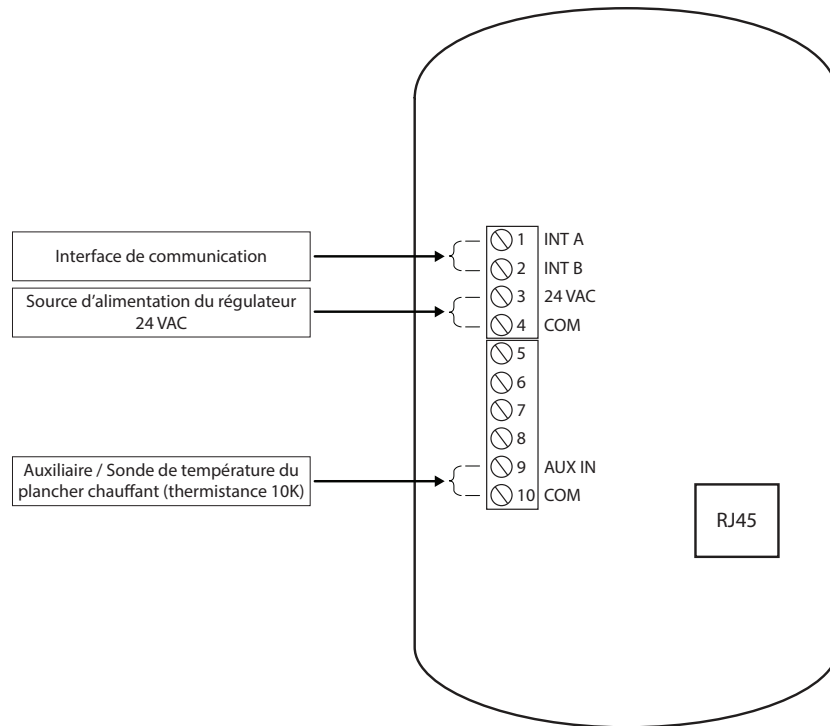 Interface de communication
Source d'alimentation du régulateur
24 VAC
Auxiliaire / Sonde de température du
plancher chauffant (thermistance 10K)
1 INT A
2 INT B
3 24 VAC
4 COM
5
6
7
8
9 AUX IN
10 COM
RJ45